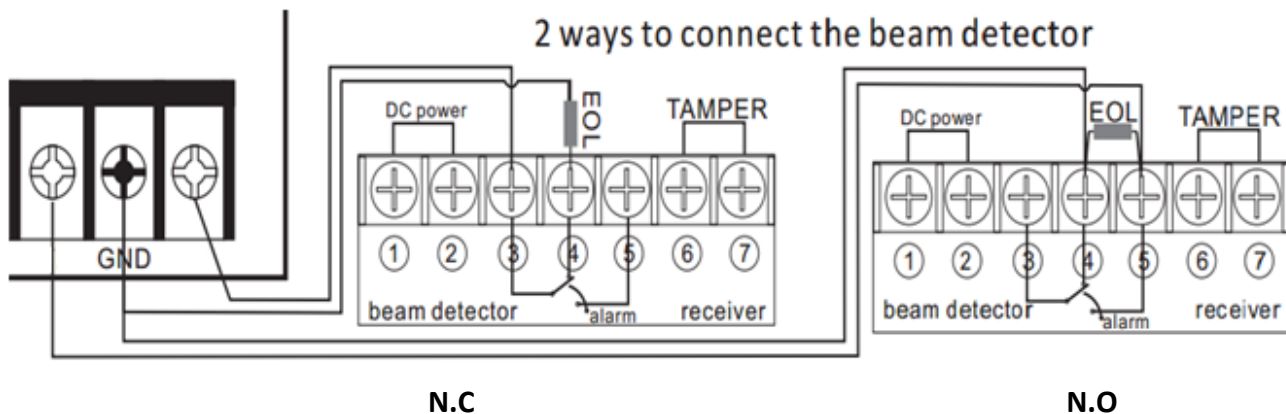 2 ways to connect the beam detector
DC power
EOL
TAMPER
DC power
EOL
TAMPER
GND
1 2 3 4 5 6 7
1 2 3 4 5 6 7
beam detector alarm receiver
beam detector alarm receiver
N.C N.O